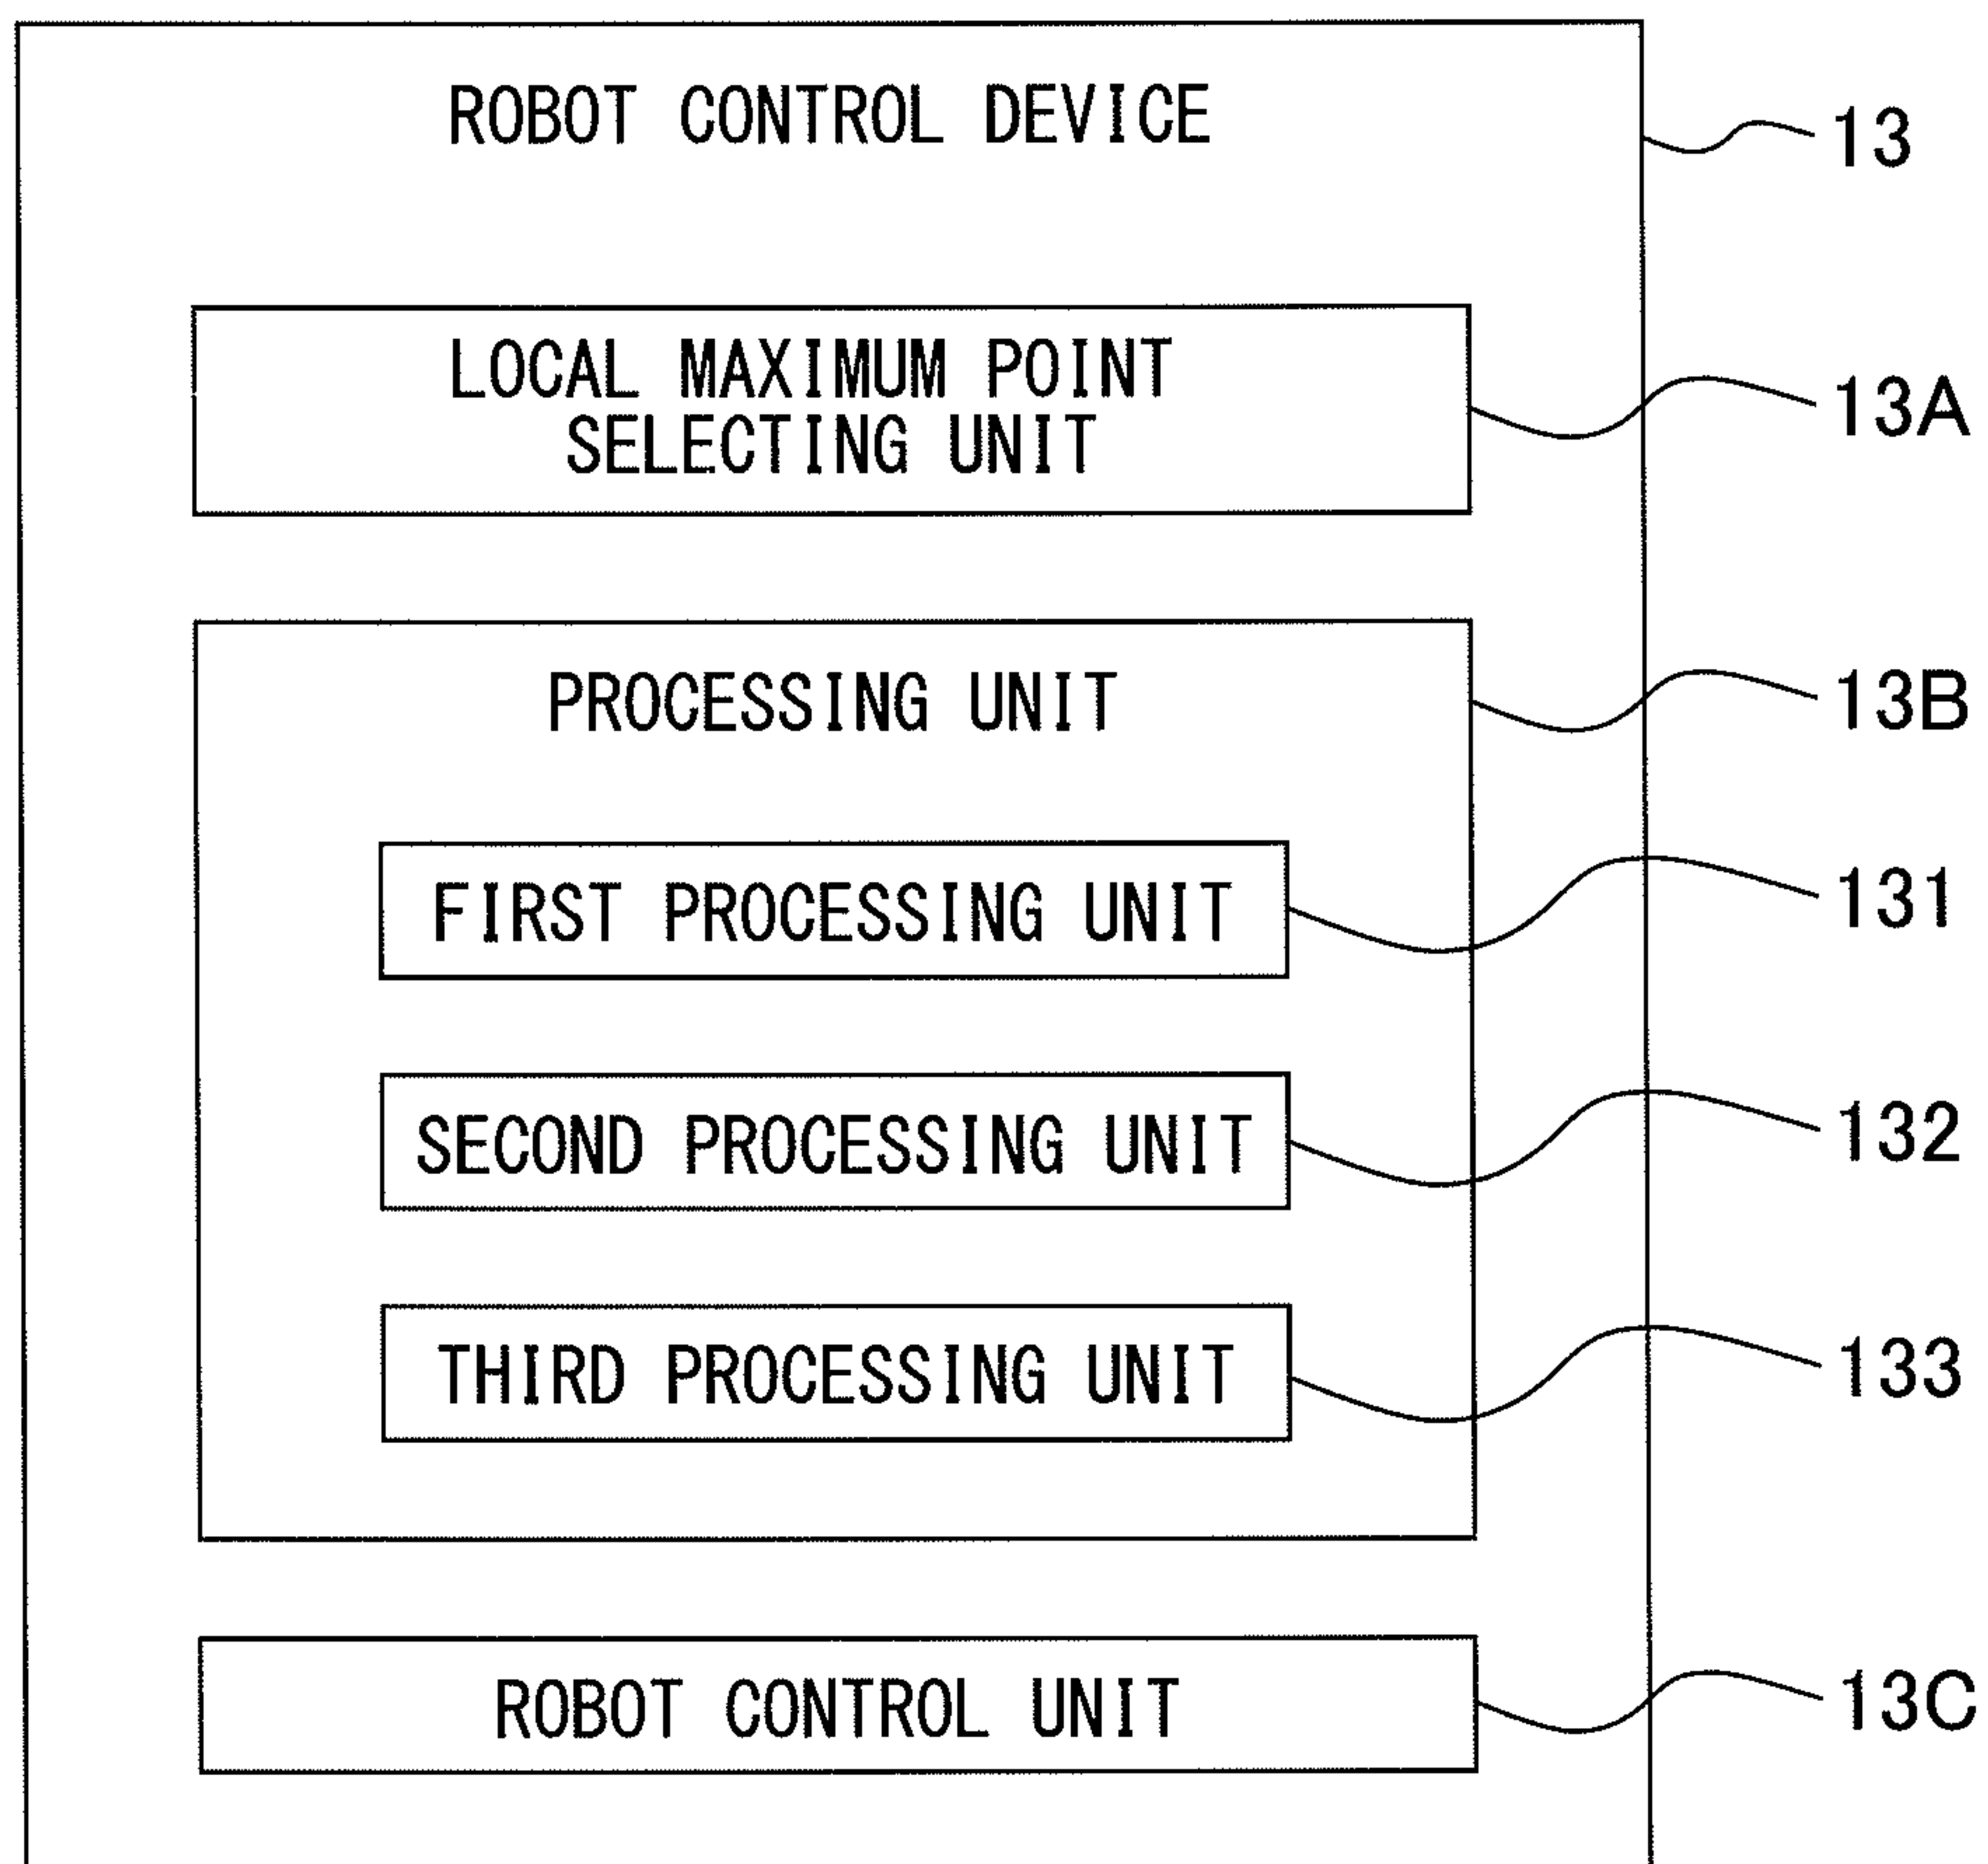 ROBOT CONTROL DEVICE
13
LOCAL MAXIMUM POINT
SELECTING UNIT
13A
PROCESSING UNIT
13B
FIRST PROCESSING UNIT
131
SECOND PROCESSING UNIT
132
THIRD PROCESSING UNIT
133
ROBOT CONTROL UNIT
13C